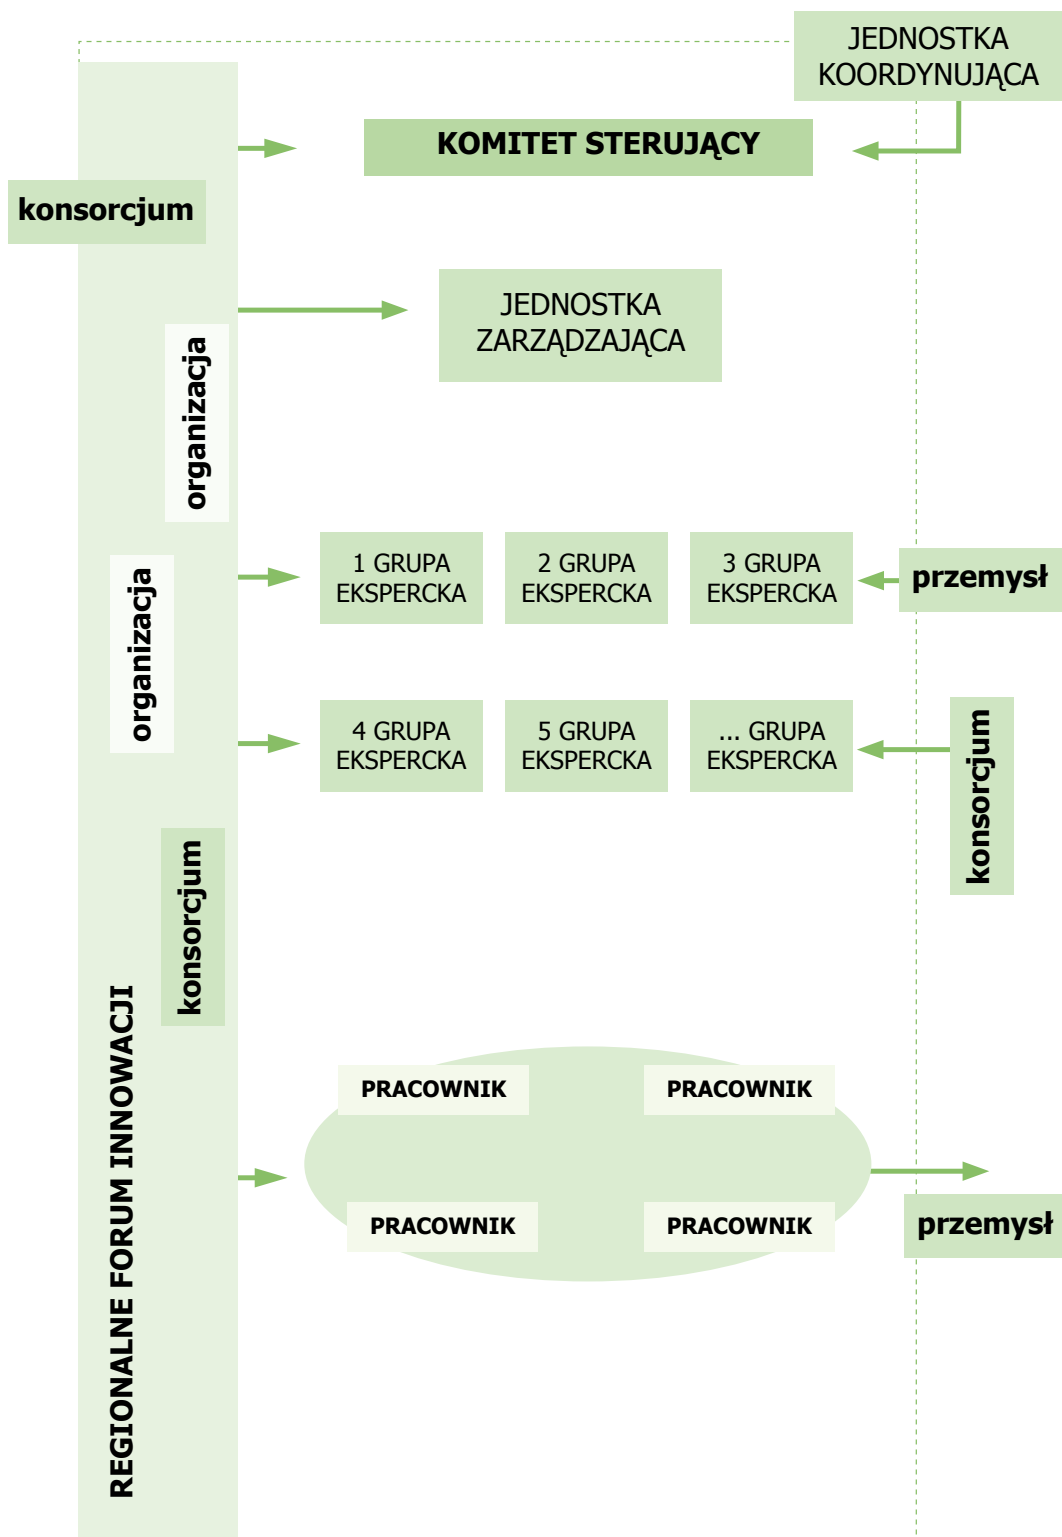 JEDNOSTKA
KOORDYNUJĄCA
KOMITET STERUJĄCY
konsorcjum
JEDNOSTKA
ZARZĄDZAJĄCA
organizacja
1 GRUPA
EKSPERCKA
2 GRUPA
EKSPERCKA
3 GRUPA
EKSPERCKA
przemysł
organizacja
4 GRUPA
EKSPERCKA
5 GRUPA
EKSPERCKA
... GRUPA
EKSPERCKA
konsorcjum
konsorcjum
REGIONALNE FORUM INNOWACJI
PRACOWNIK
PRACOWNIK
PRACOWNIK
PRACOWNIK
przemysł